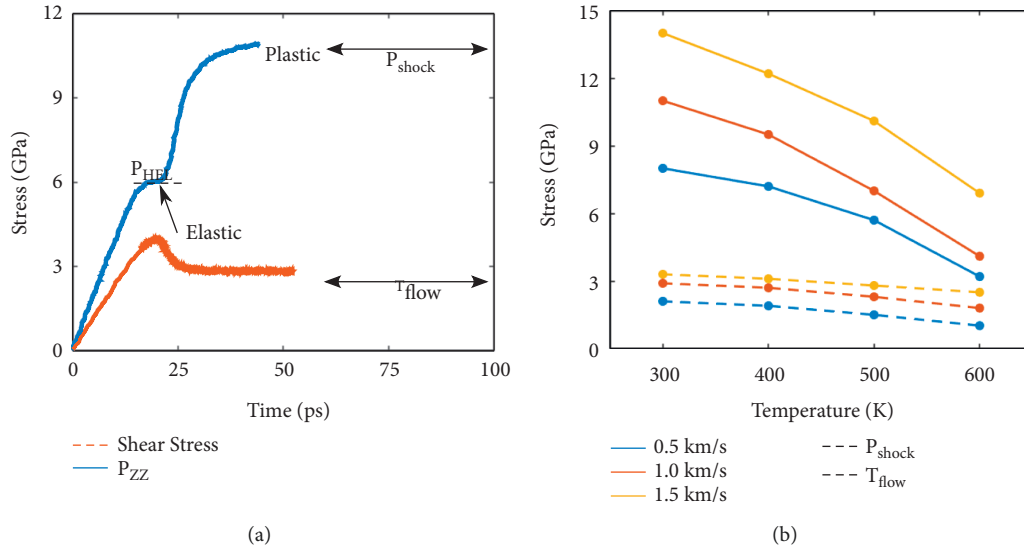 12
9
6
3
0
Stress (GPa)
P_HEL
Elastic
Plastic
P_shock
T_flow
0 25 50 75 100
Time (ps)
Shear Stress
P_ZZ
(a)
15
12
9
6
3
0
Stress (GPa)
300 400 500 600
Temperature (K)
0.5 km/s
1.0 km/s
1.5 km/s
P_shock
T_flow
(b)